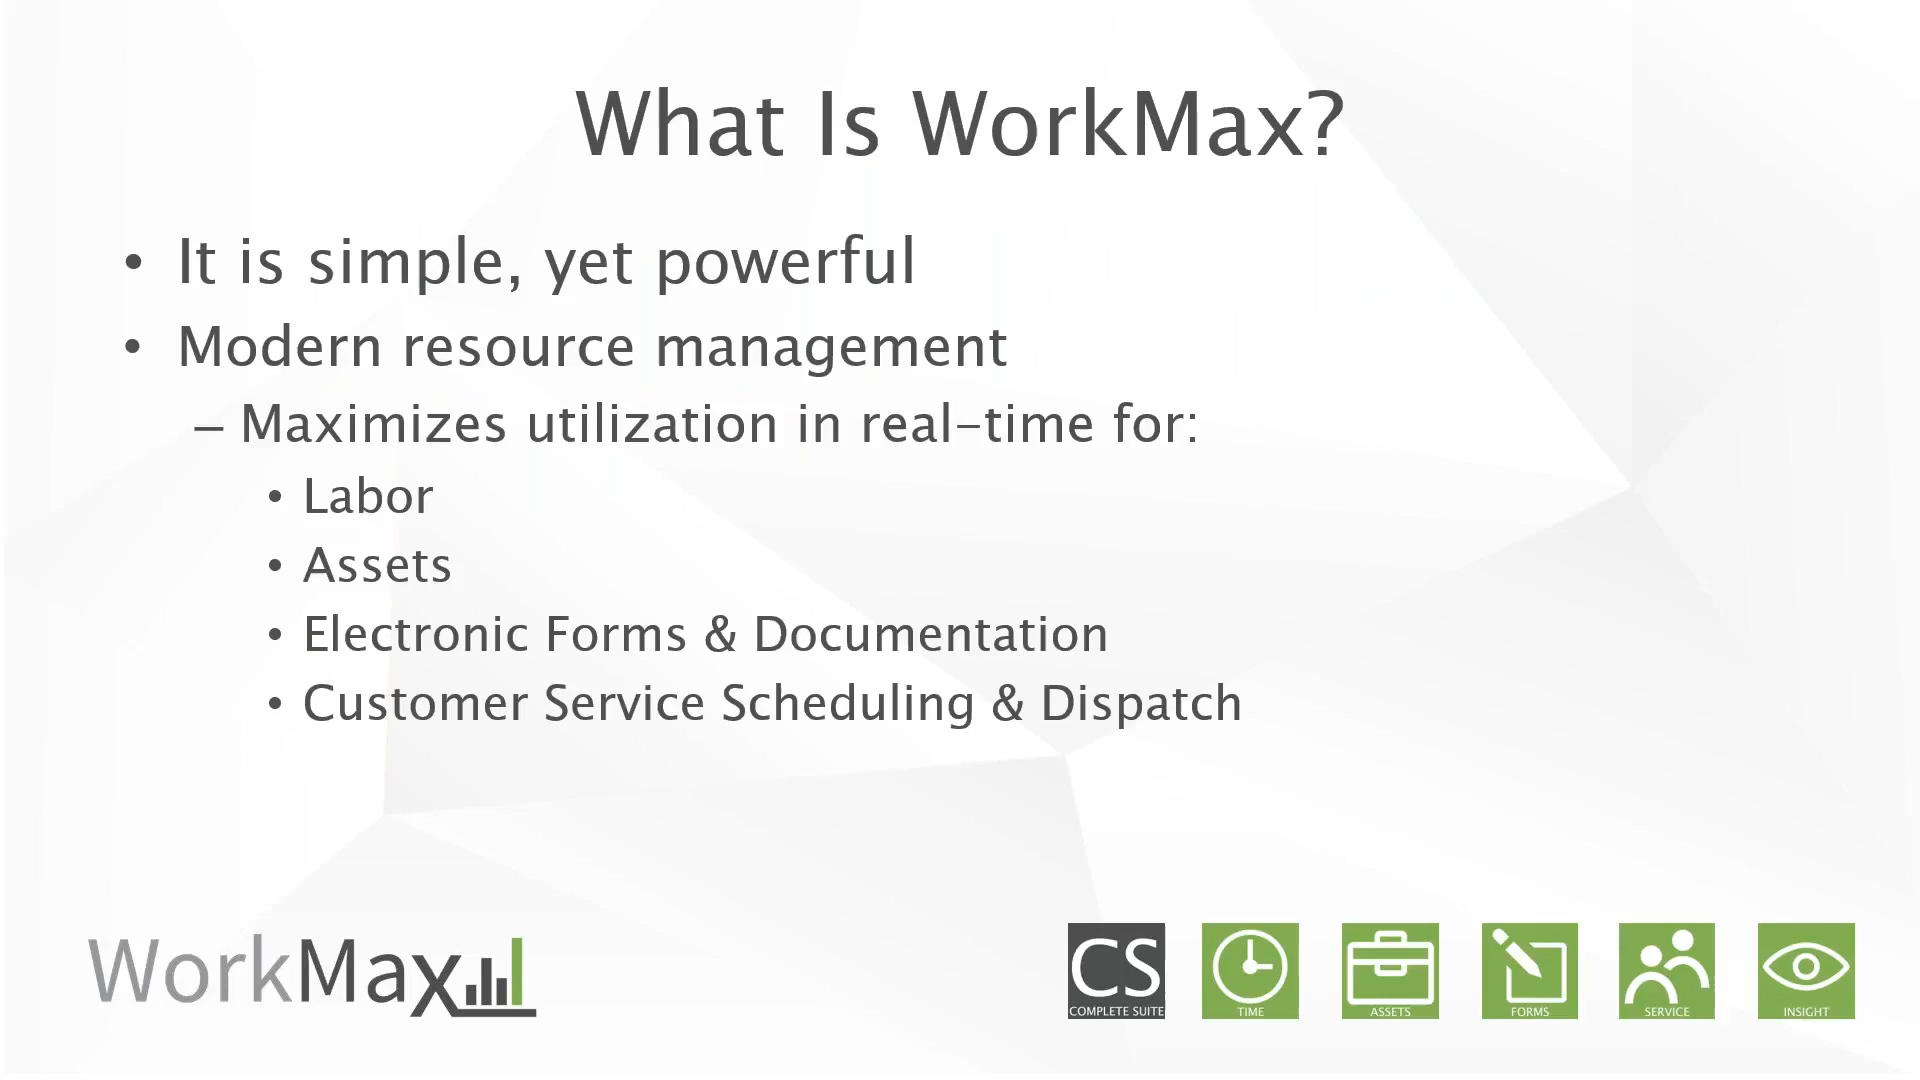 What Is WorkMax?
• It is simple, yet powerful
• Modern resource management
– Maximizes utilization in real-time for:
• Labor
• Assets
• Electronic Forms & Documentation
• Customer Service Scheduling & Dispatch
WorkMax
CS
COMPLETE SUITE
TIME
ASSETS
FORMS
SERVICE
INSIGHT